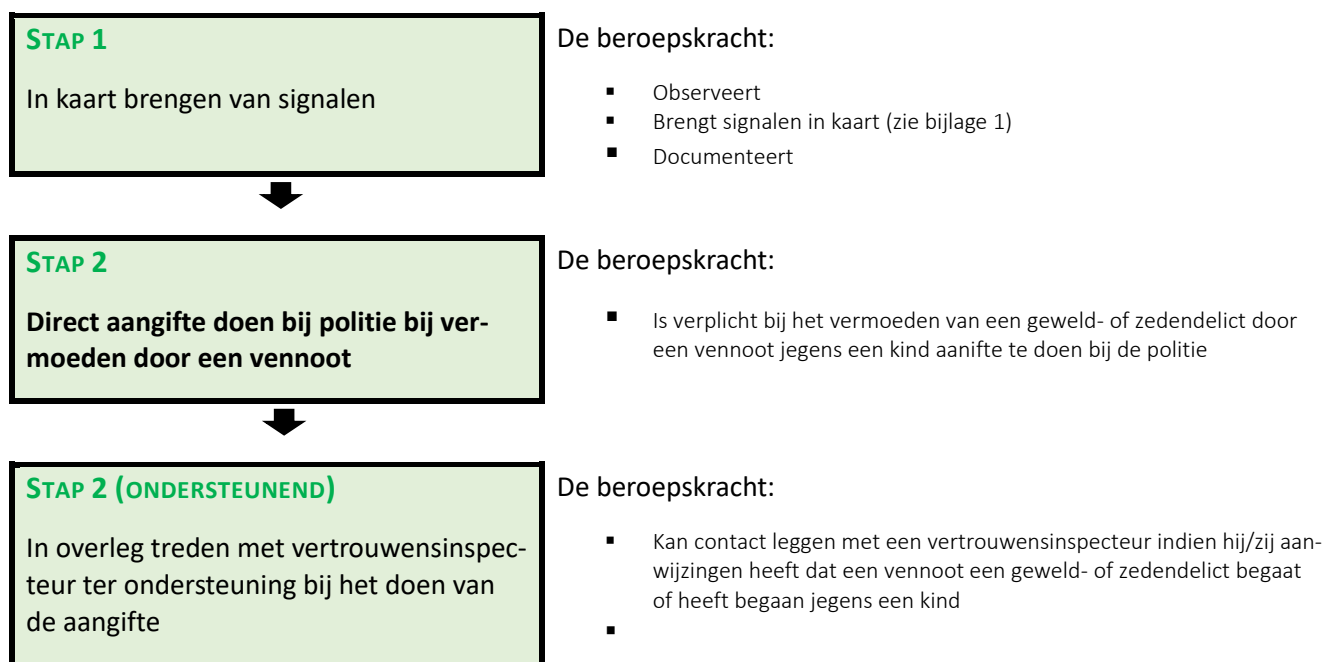 STAP 1
In kaart brengen van signalen
De beroepskracht:
▪ Observeert
▪ Brengt signalen in kaart (zie bijlage 1)
▪ Documenteert
STAP 2
Direct aangifte doen bij politie bij ver-
moeden door een vennoot
De beroepskracht:
▪ Is verplicht bij het vermoeden van een geweld- of zedendelict door
een vennoot jegens een kind aanifte te doen bij de politie
STAP 2 (ONDERSTEUNEND)
In overleg treden met vertrouwensinspec-
teur ter ondersteuning bij het doen van
de aangifte
De beroepskracht:
▪ Kan contact leggen met een vertrouwensinspecteur indien hij/zij aan-
wijzingen heeft dat een vennoot een geweld- of zedendelict begaat
of heeft begaan jegens een kind
▪